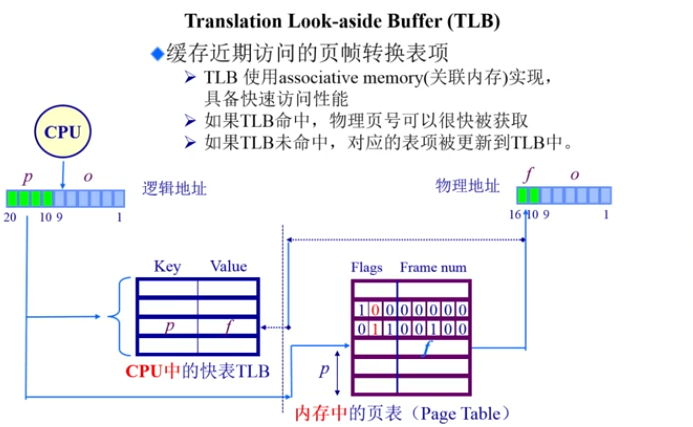 Translation Look-aside Buffer (TLB)
◆缓存近期访问的页帧转换表项
➢ TLB 使用associative memory(关联内存)实现，
具备快速访问性能
➢ 如果TLB命中，物理页号可以很快被获取
➢ 如果TLB未命中，对应的表项被更新到TLB中。
CPU
p o
逻辑地址
20 10 9 1
物理地址
f o
16 10 9 1
Key Value
p f
CPU中的快表TLB
Flags Frame num
1 0 0 0 0 0 0 0
0 1 1 0 0 1 0 0
f
p
内存中的页表（Page Table）